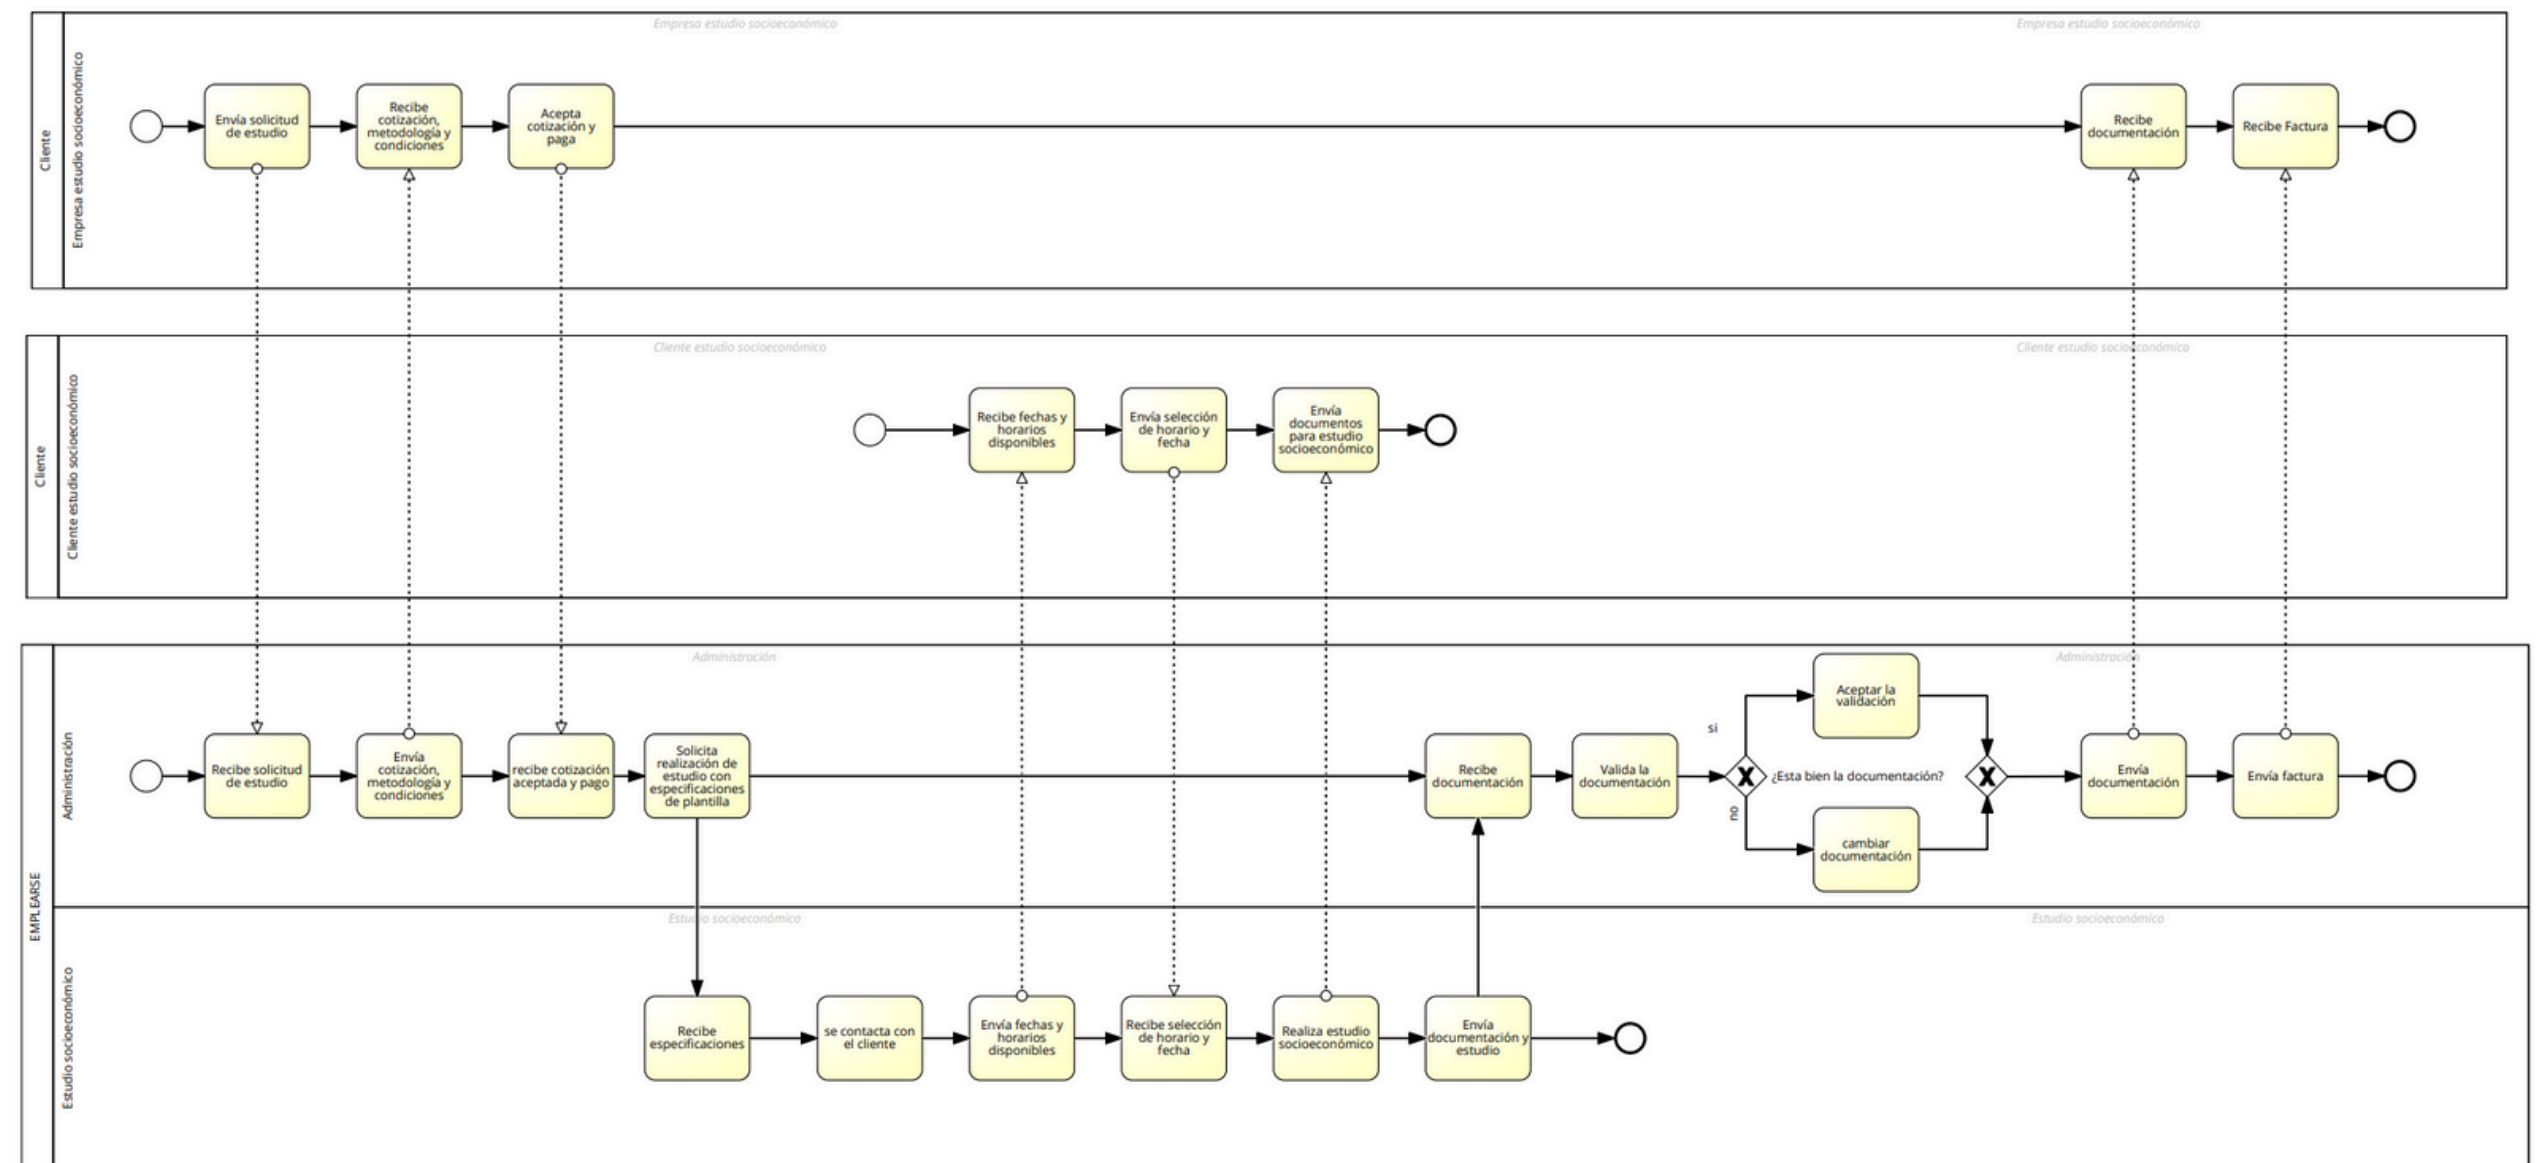 Empresa estudio socioeconómico
Empresa estudio socioeconómico
Cliente
Empresa estudio socioeconómico
Envía solicitud
de estudio
Recibe
cotización,
metodología y
condiciones
Acepta
cotización y
paga
Recibe
documentación
Recibe Factura
Cliente estudio socioeconómico
Cliente estudio socioeconómico
Cliente
Cliente estudio socioeconómico
Recibe fechas y
horarios
disponibles
Envía selección
de horario y
fecha
Envía
documentos
para estudio
socioeconómico
EMPLEARSE
Administración
Administración
Administración
Recibe solicitud
de estudio
Envía
cotización,
metodología y
condiciones
recibe cotización
aceptada y pago
Solicita
realización de
estudio con
especificaciones
de plantilla
Recibe
documentación
Valida la
documentación
si
no
¿Esta bien la documentación?
Aceptar la
validación
cambiar
documentación
Envía
documentación
Envía factura
Estudio socioeconómico
Estudio socioeconómico
Estudio socioeconómico
Recibe
especificaciones
se contacta con
el cliente
Envía fechas y
horarios
disponibles
Recibe selección
de horario y
fecha
Realiza estudio
socioeconómico
Envía
documentación y
estudio